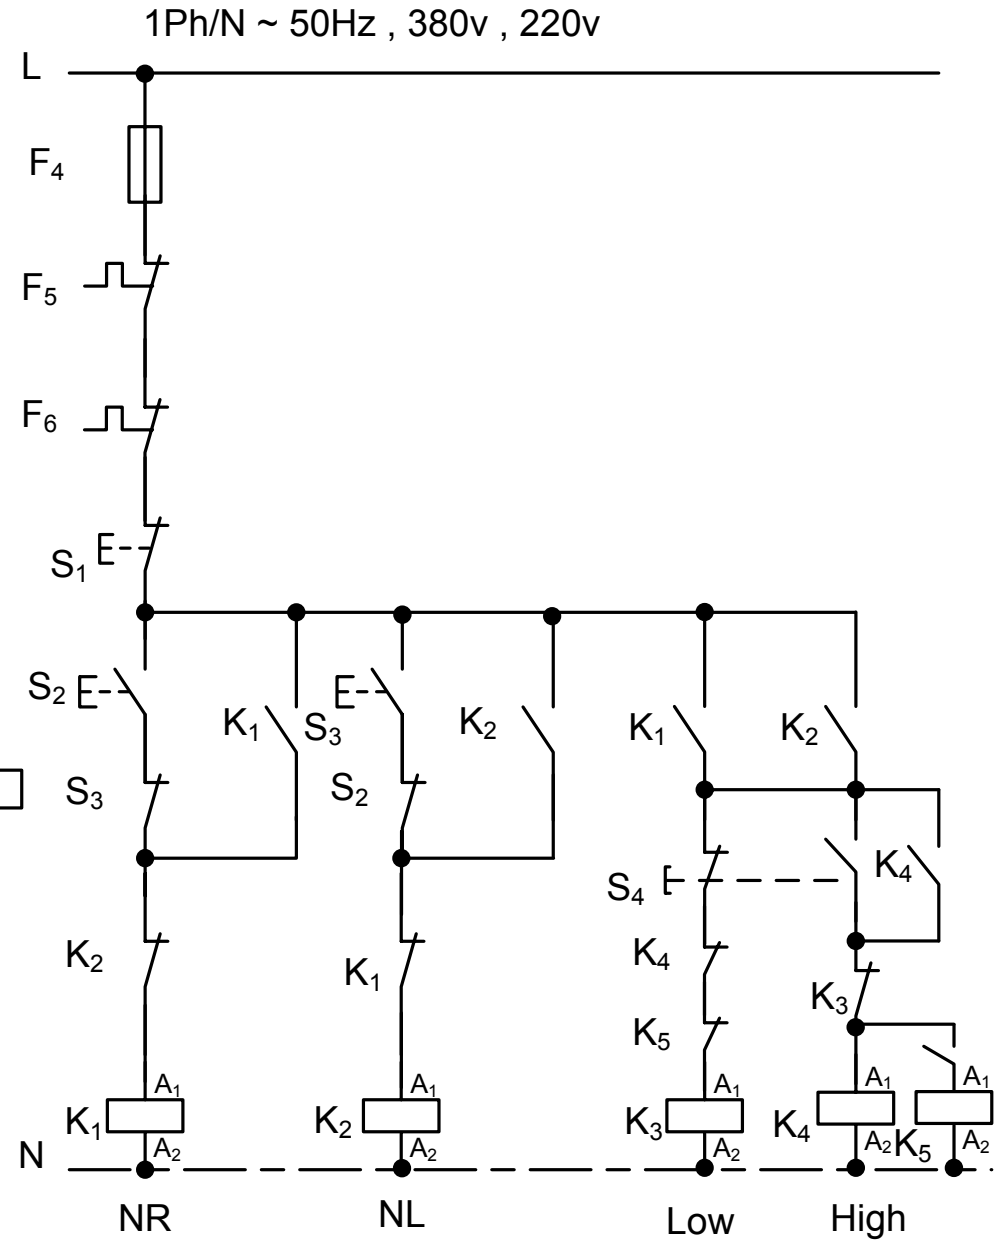 1Ph/N ~ 50Hz , 380v , 220v
L
F4
F5
F6
S1
S2
K1 S3 K2 K1 K2
S3 S2
S4 K4
K2 K1 K4
K3
K5
A1 A1 A1 A1 A1
K1 K2 K3 K4 K5
A2 A2 A2 A2 A2
N
NR NL Low High